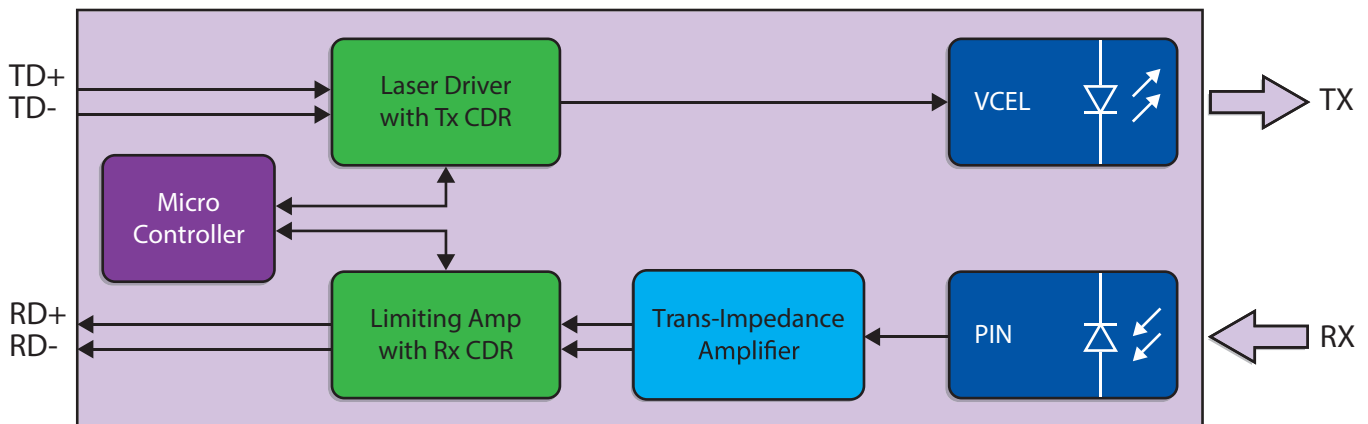 TD+
TD-
Laser Driver
with Tx CDR
VCEL
TX
Micro
Controller
RD+
RD-
Limiting Amp
with Rx CDR
Trans-Impedance
Amplifier
PIN
RX